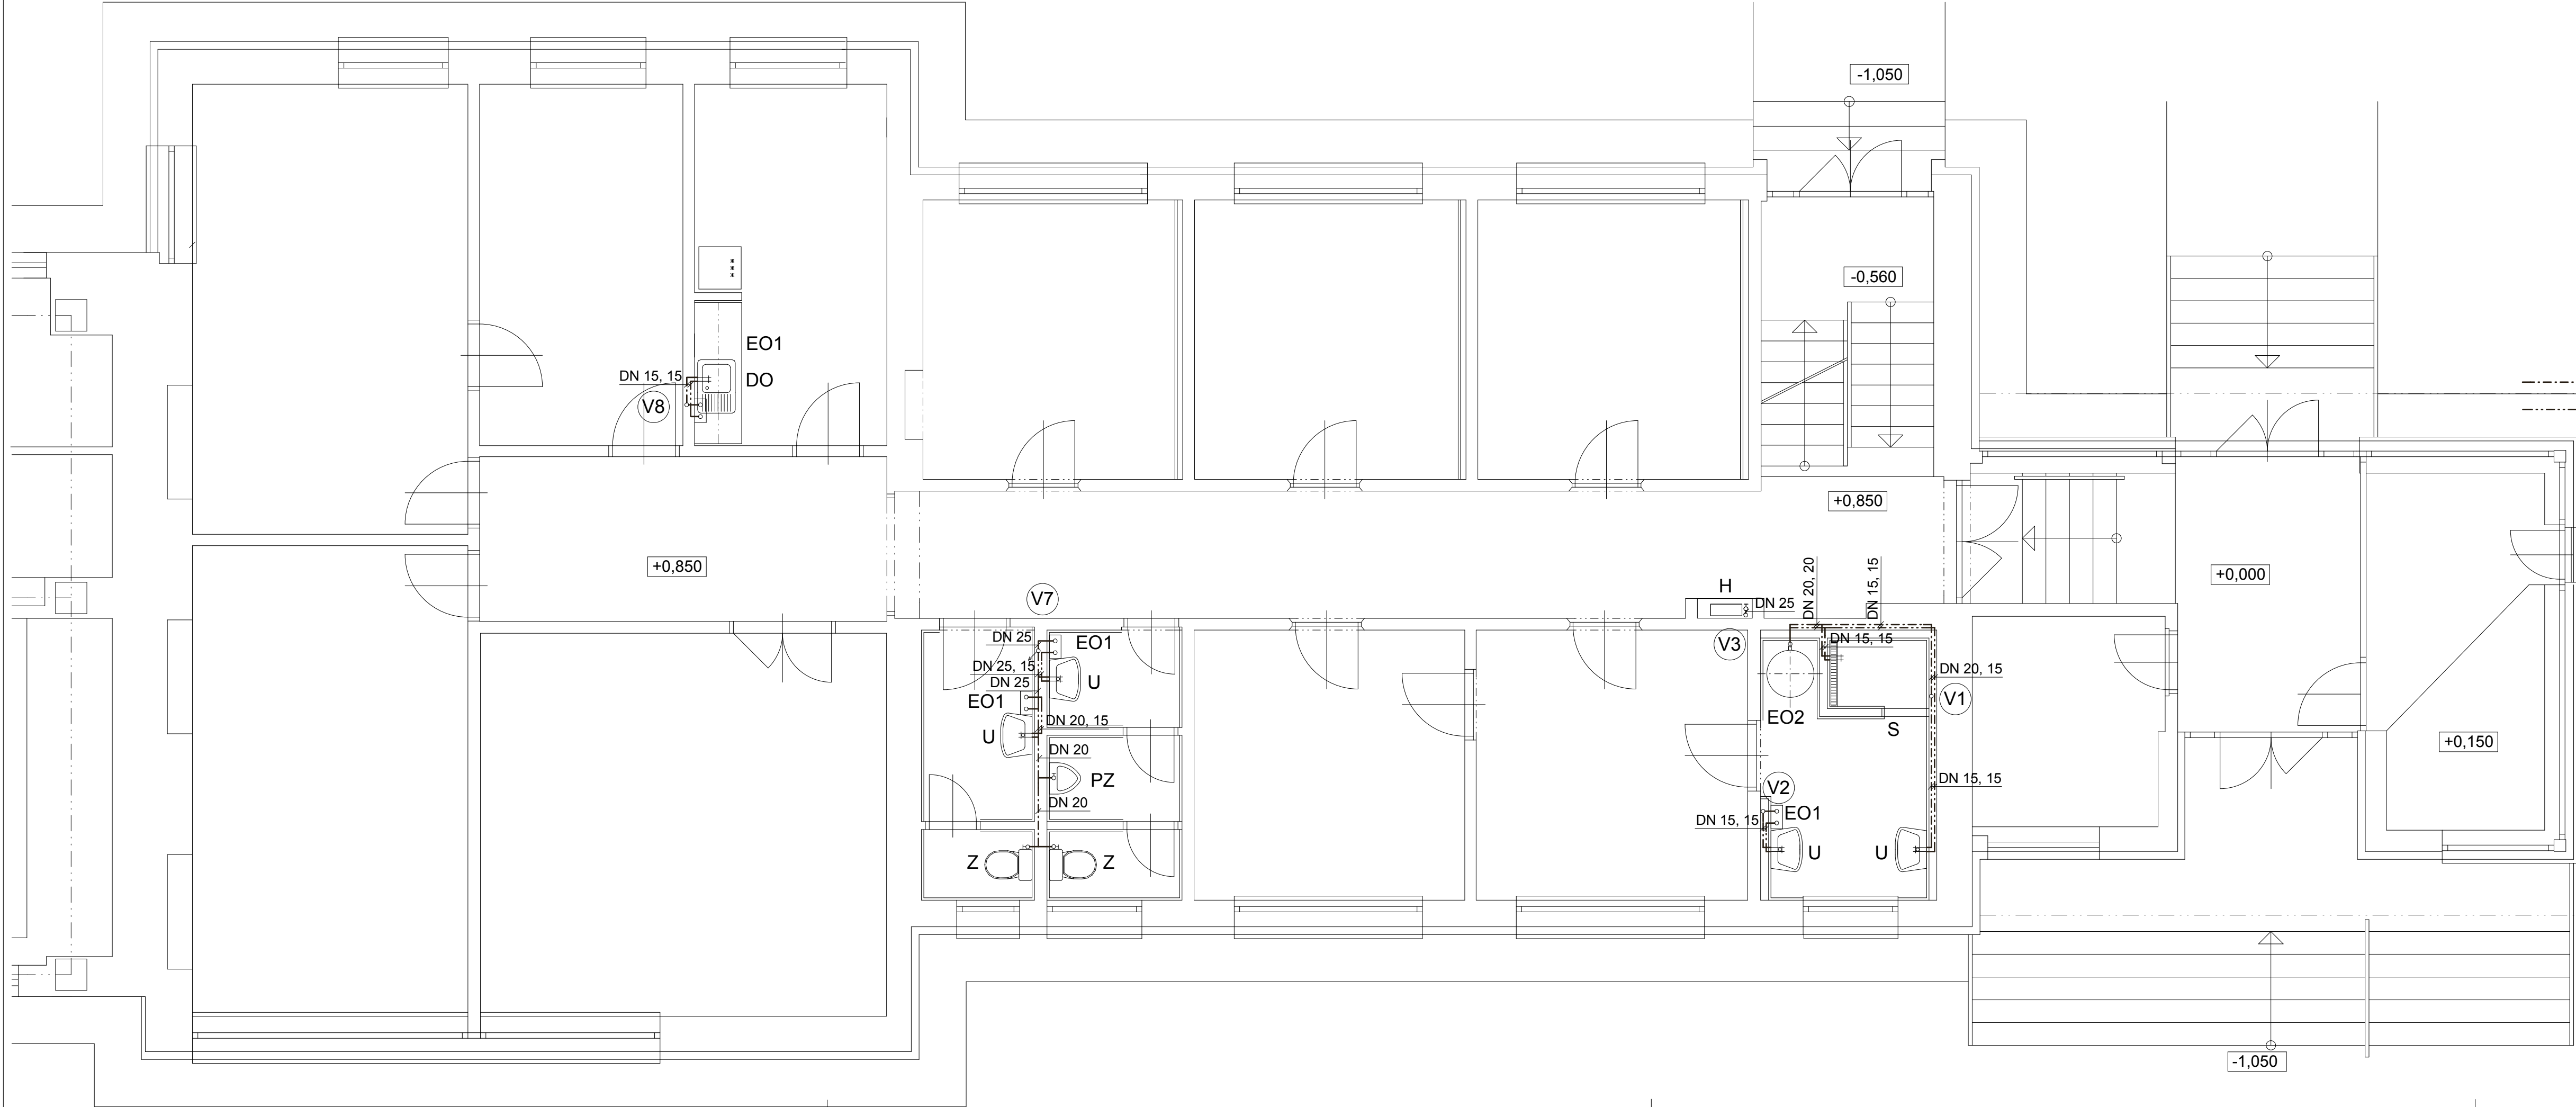 -1,050
-0,560
EO1
DO
DN 15, 15
V8
+0,850
+0,850
+0,000
DN 20, 20
DN 15, 15
H
DN 25
V7
DN 25
EO1
V3
DN 15, 15
DN 25, 15
DN 20, 15
DN 25
U
EO1
V1
EO2
DN 20, 15
U
S
+0,150
DN 20
PZ
DN 15, 15
V2
DN 20
EO1
DN 15, 15
U
U
Z
Z
-1,050